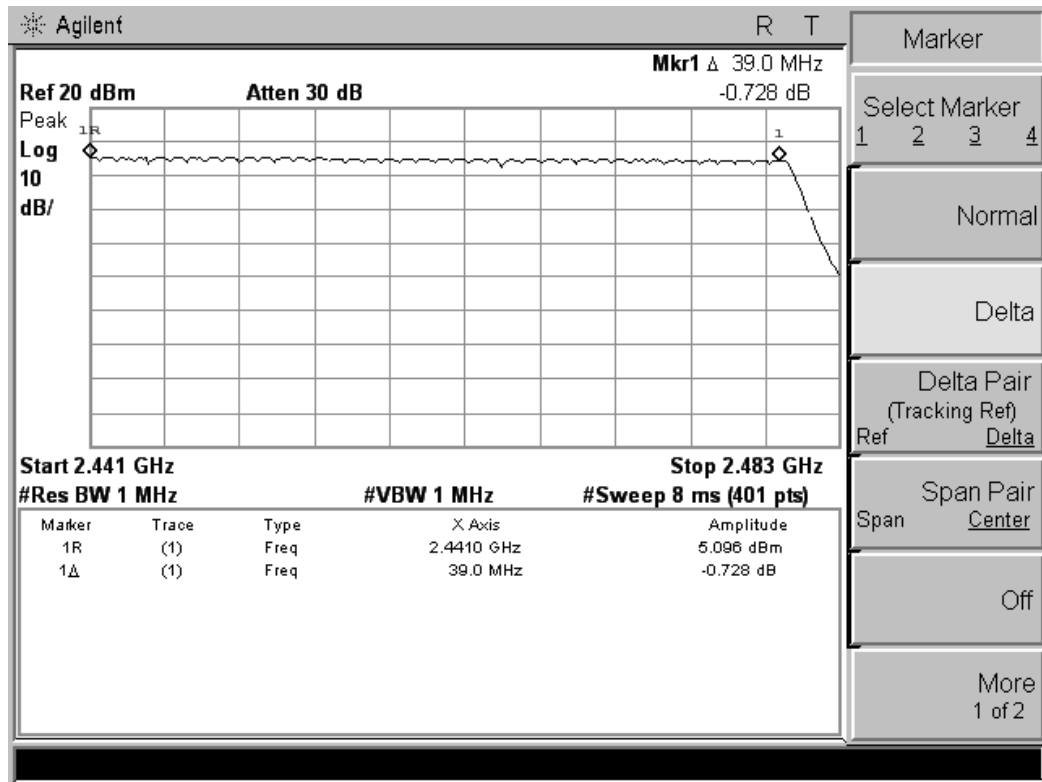 Agilent
R T
Mkr1 Δ 39.0 MHz
Ref 20 dBm
Atten 30 dB
-0.728 dB
Peak
Log
10
dB/
1R
1
Start 2.441 GHz
Stop 2.483 GHz
#Res BW 1 MHz
#VBW 1 MHz
#Sweep 8 ms (401 pts)
Marker Trace Type X Axis Amplitude
1R (1) Freq 2.4410 GHz 5.096 dBm
1Δ (1) Freq 39.0 MHz -0.728 dB
Marker
Select Marker
1 2 3 4
Normal
Delta
Delta Pair
(Tracking Ref)
Ref Delta
Span Pair
Span Center
Off
More
1 of 2